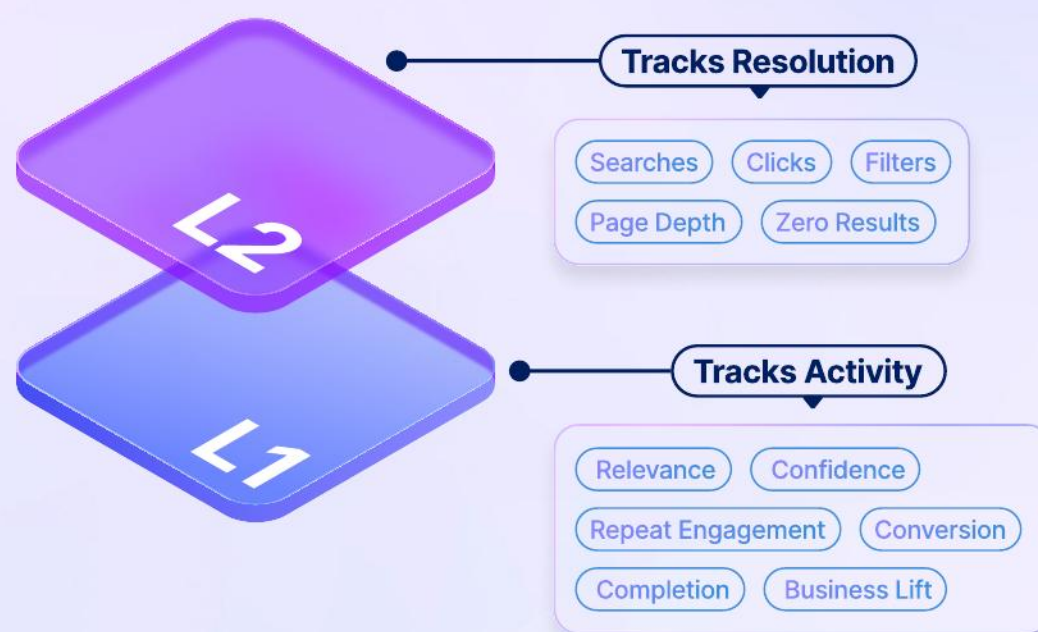 Tracks Resolution
Searches Clicks Filters
Page Depth Zero Results
L2
Tracks Activity
Relevance Confidence
Repeat Engagement Conversion
Completion Business Lift
L1